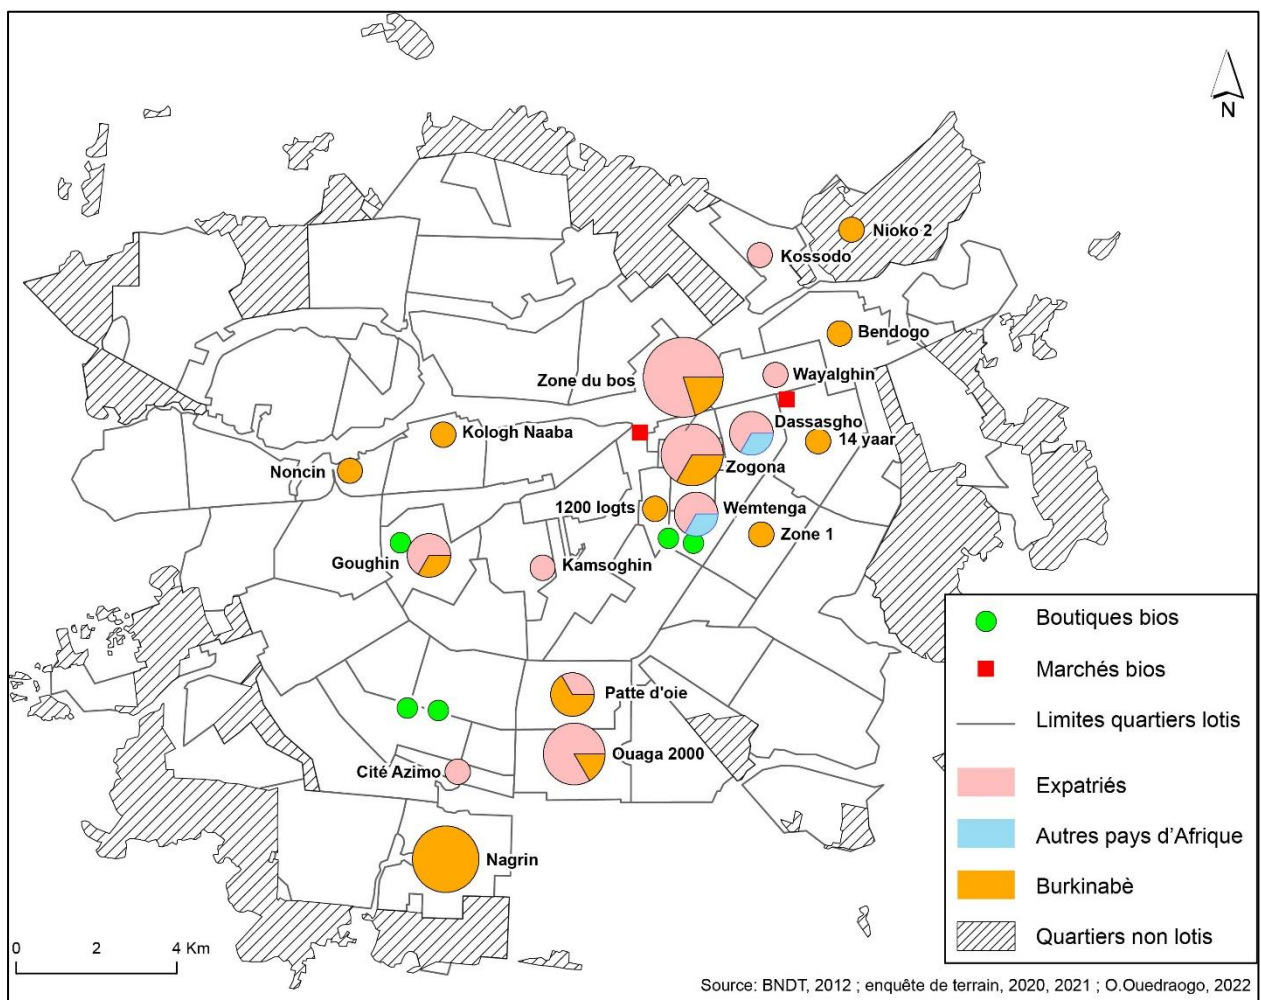 N
Nioko 2
Kossodo
Bendogo
Wayalghin
Zone du bos
Dassasgho
Kologh Naaba
14 yaar
Noncin
Zogona
1200 logts
Wemtenga
Zone 1
Goughin
Kamsoghin
Patte d'oie
Ouaga 2000
Cité Azimo
Nagrin
Boutiques bios
Marchés bios
Limites quartiers lotis
Expatriés
Autres pays d'Afrique
Burkinabè
Quartiers non lotis
0 2 4 Km
Source: BNDT, 2012 ; enquête de terrain, 2020, 2021 ; O.Ouedraogo, 2022